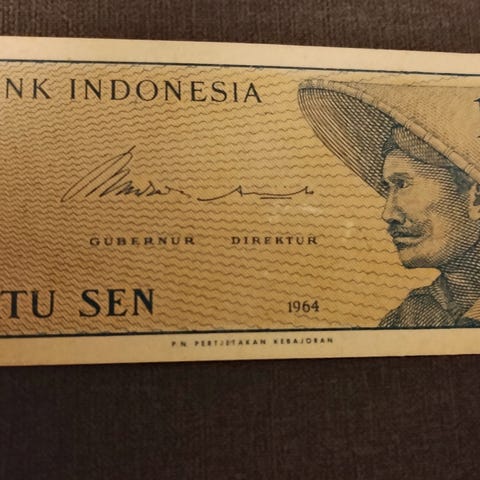 NK INDONESIA
GUBERNUR DIREKTUR
TU SEN
1964
P.N. PERTJETAKAN KEBAJORAN